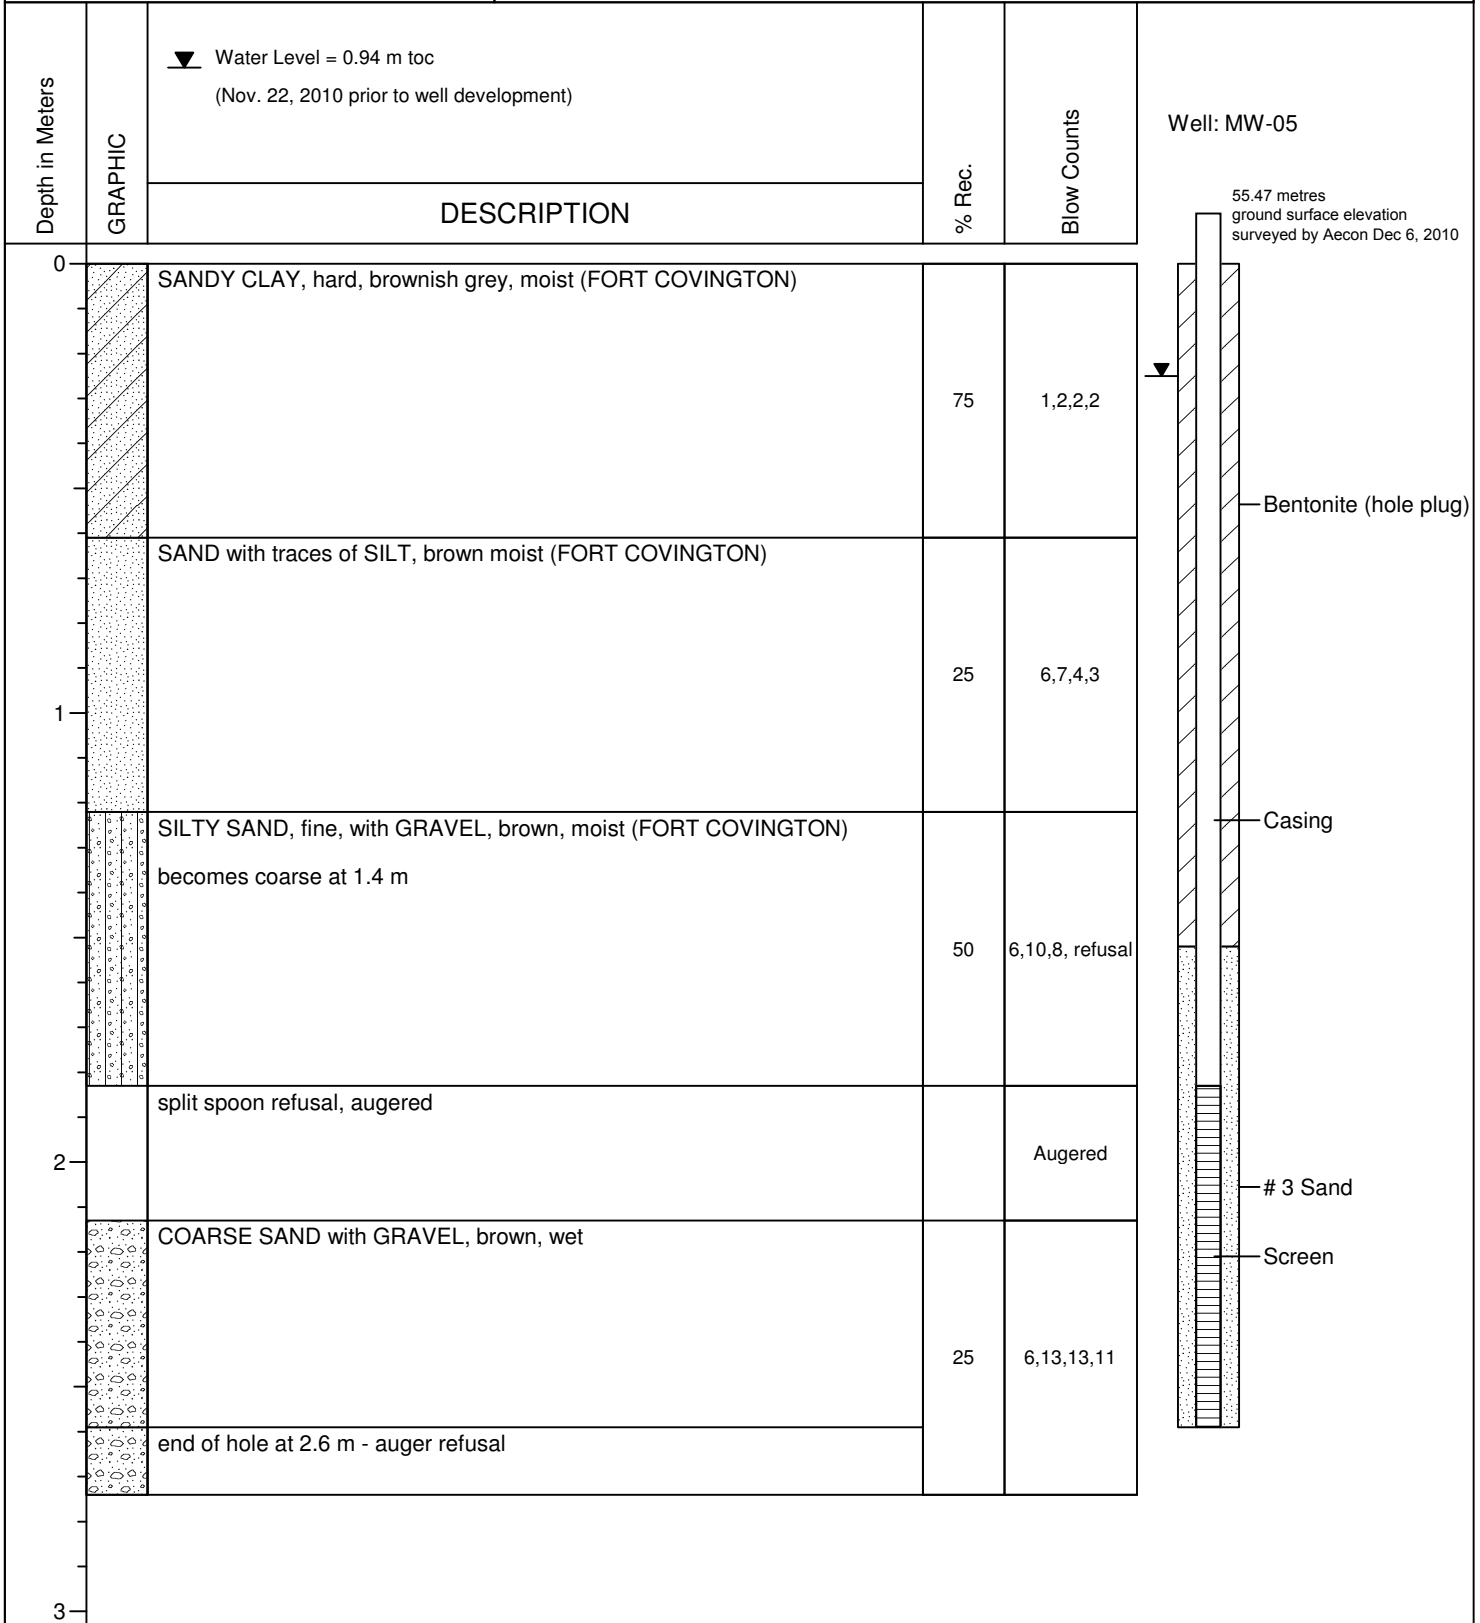 Depth in Meters
GRAPHIC
Water Level = 0.94 m toc
(Nov. 22, 2010 prior to well development)
DESCRIPTION
% Rec.
Blow Counts
Well: MW-05
55.47 metres
ground surface elevation
surveyed by Aecon Dec 6, 2010
0
SANDY CLAY, hard, brownish grey, moist (FORT COVINGTON)
75
1,2,2,2
Bentonite (hole plug)
SAND with traces of SILT, brown moist (FORT COVINGTON)
25
6,7,4,3
1
SILTY SAND, fine, with GRAVEL, brown, moist (FORT COVINGTON)
becomes coarse at 1.4 m
50
6,10,8, refusal
Casing
split spoon refusal, augered
Augered
2
# 3 Sand
COARSE SAND with GRAVEL, brown, wet
25
6,13,13,11
Screen
end of hole at 2.6 m - auger refusal
3